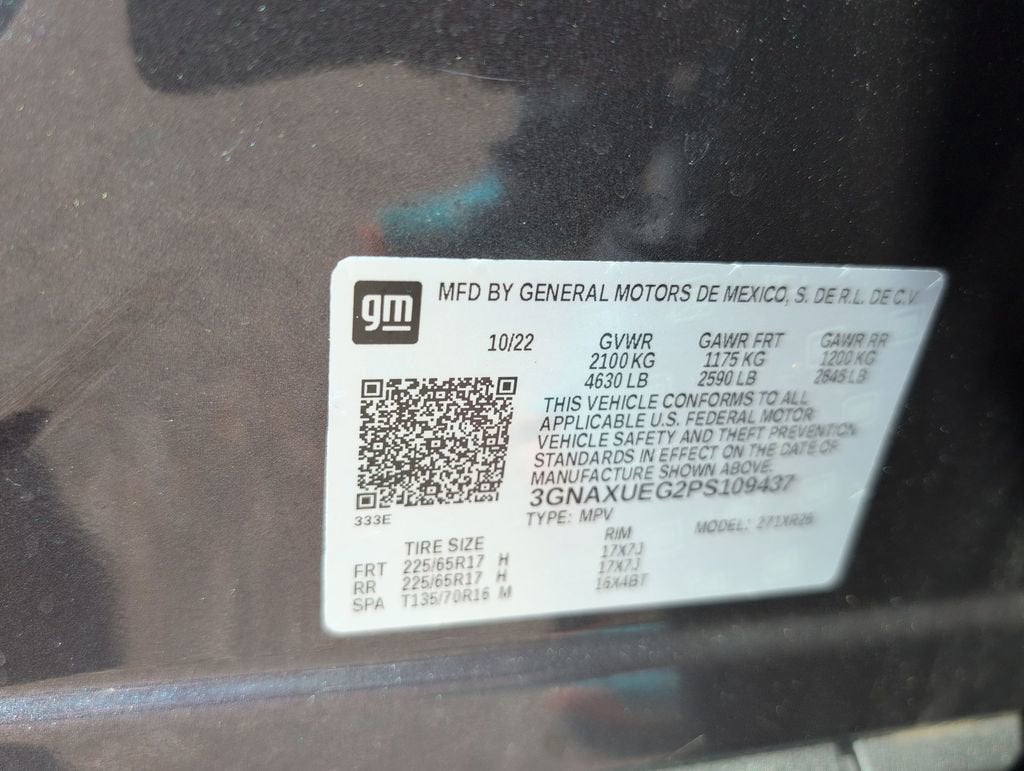 gm MFD BY GENERAL MOTORS DE MEXICO, S. DE R.L. DE C.V.
10/22 GVWR GAWR FRT GAWR RR
2100 KG 1175 KG 1200 KG
4630 LB 2590 LB 2645 LB
THIS VEHICLE CONFORMS TO ALL
APPLICABLE U.S. FEDERAL MOTOR
VEHICLE SAFETY AND THEFT PREVENTION
STANDARDS IN EFFECT ON THE DATE OF
MANUFACTURE SHOWN ABOVE.
3GNAXUEG2PS109437
333E
TYPE: MPV MODEL: 271XR26
TIRE SIZE RIM
FRT 225/65R17 H 17X7J
RR 225/65R17 H 17X7J
SPA T135/70R16 M 16X4BT